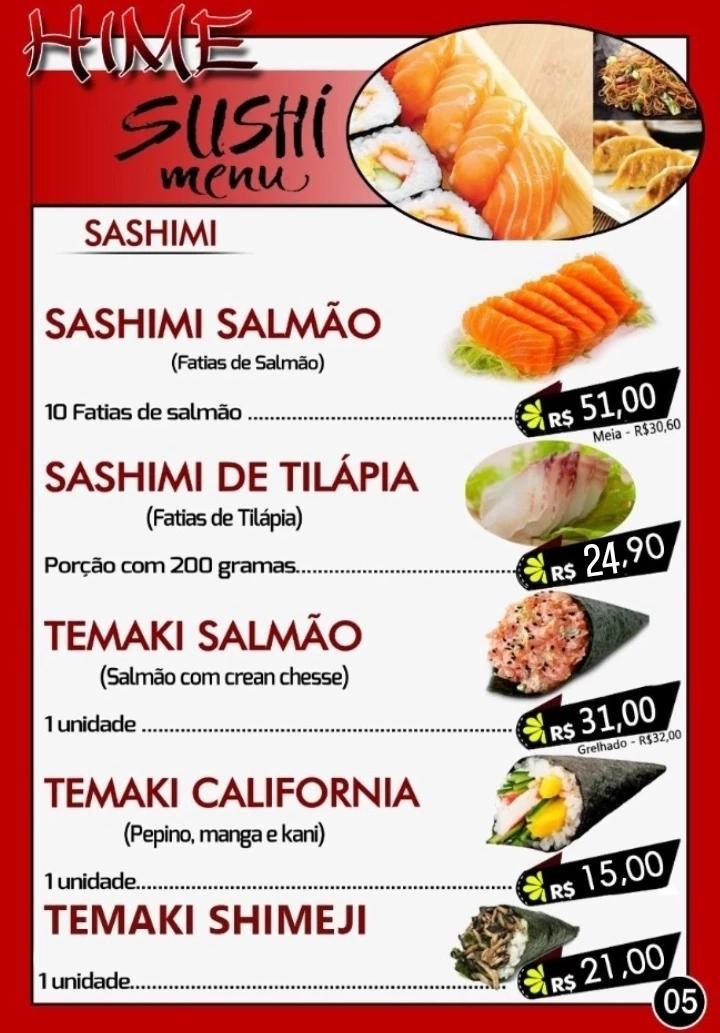 HIME
SUSHI
menu
SASHIMI
SASHIMI SALMÃO
(Fatias de Salmão)
10 Fatias de salmão ........ R$ 51,00
Meia - R$30,60
SASHIMI DE TILÁPIA
(Fatias de Tilápia)
Porção com 200 gramas........ R$ 24,90
TEMAKI SALMÃO
(Salmão com crean chesse)
1 unidade ........ R$ 31,00
Grelhado - R$32,00
TEMAKI CALIFORNIA
(Pepino, manga e kani)
1 unidade........ R$ 15,00
TEMAKI SHIMEJI
1 unidade........ R$ 21,00
05